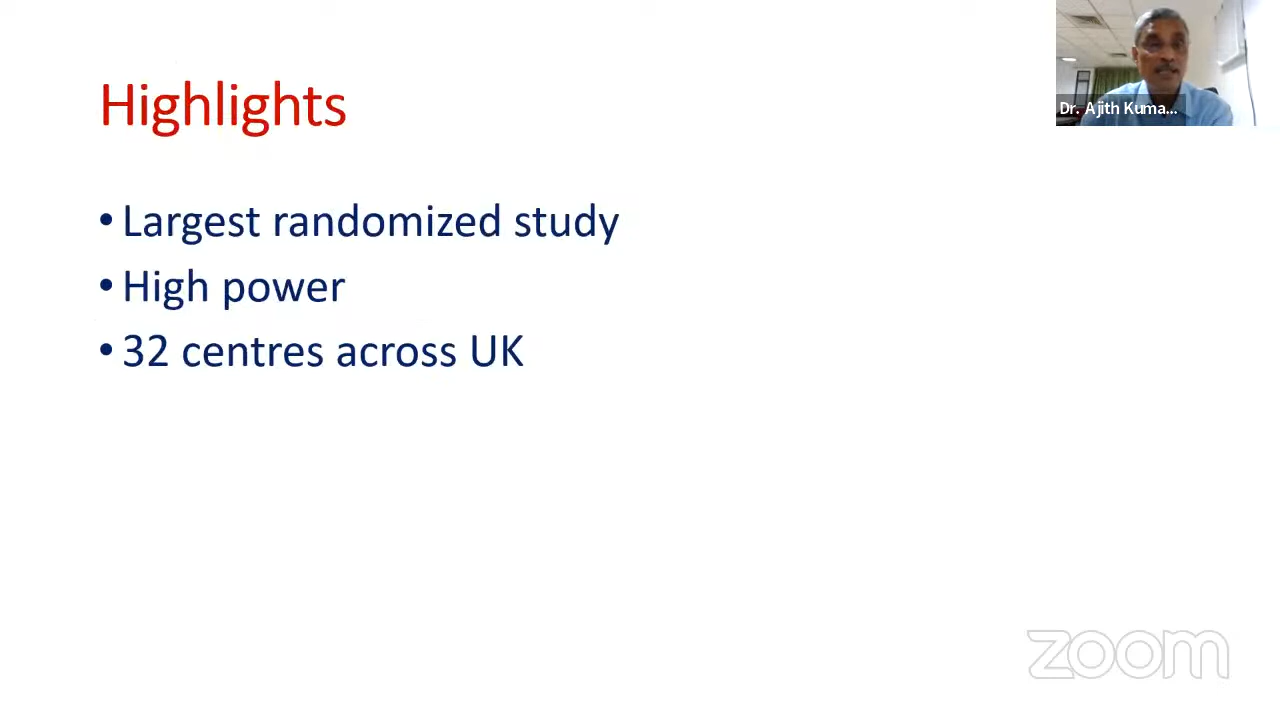 Highlights
Dr. Ajith Kuma...
• Largest randomized study
• High power
• 32 centres across UK
zoom